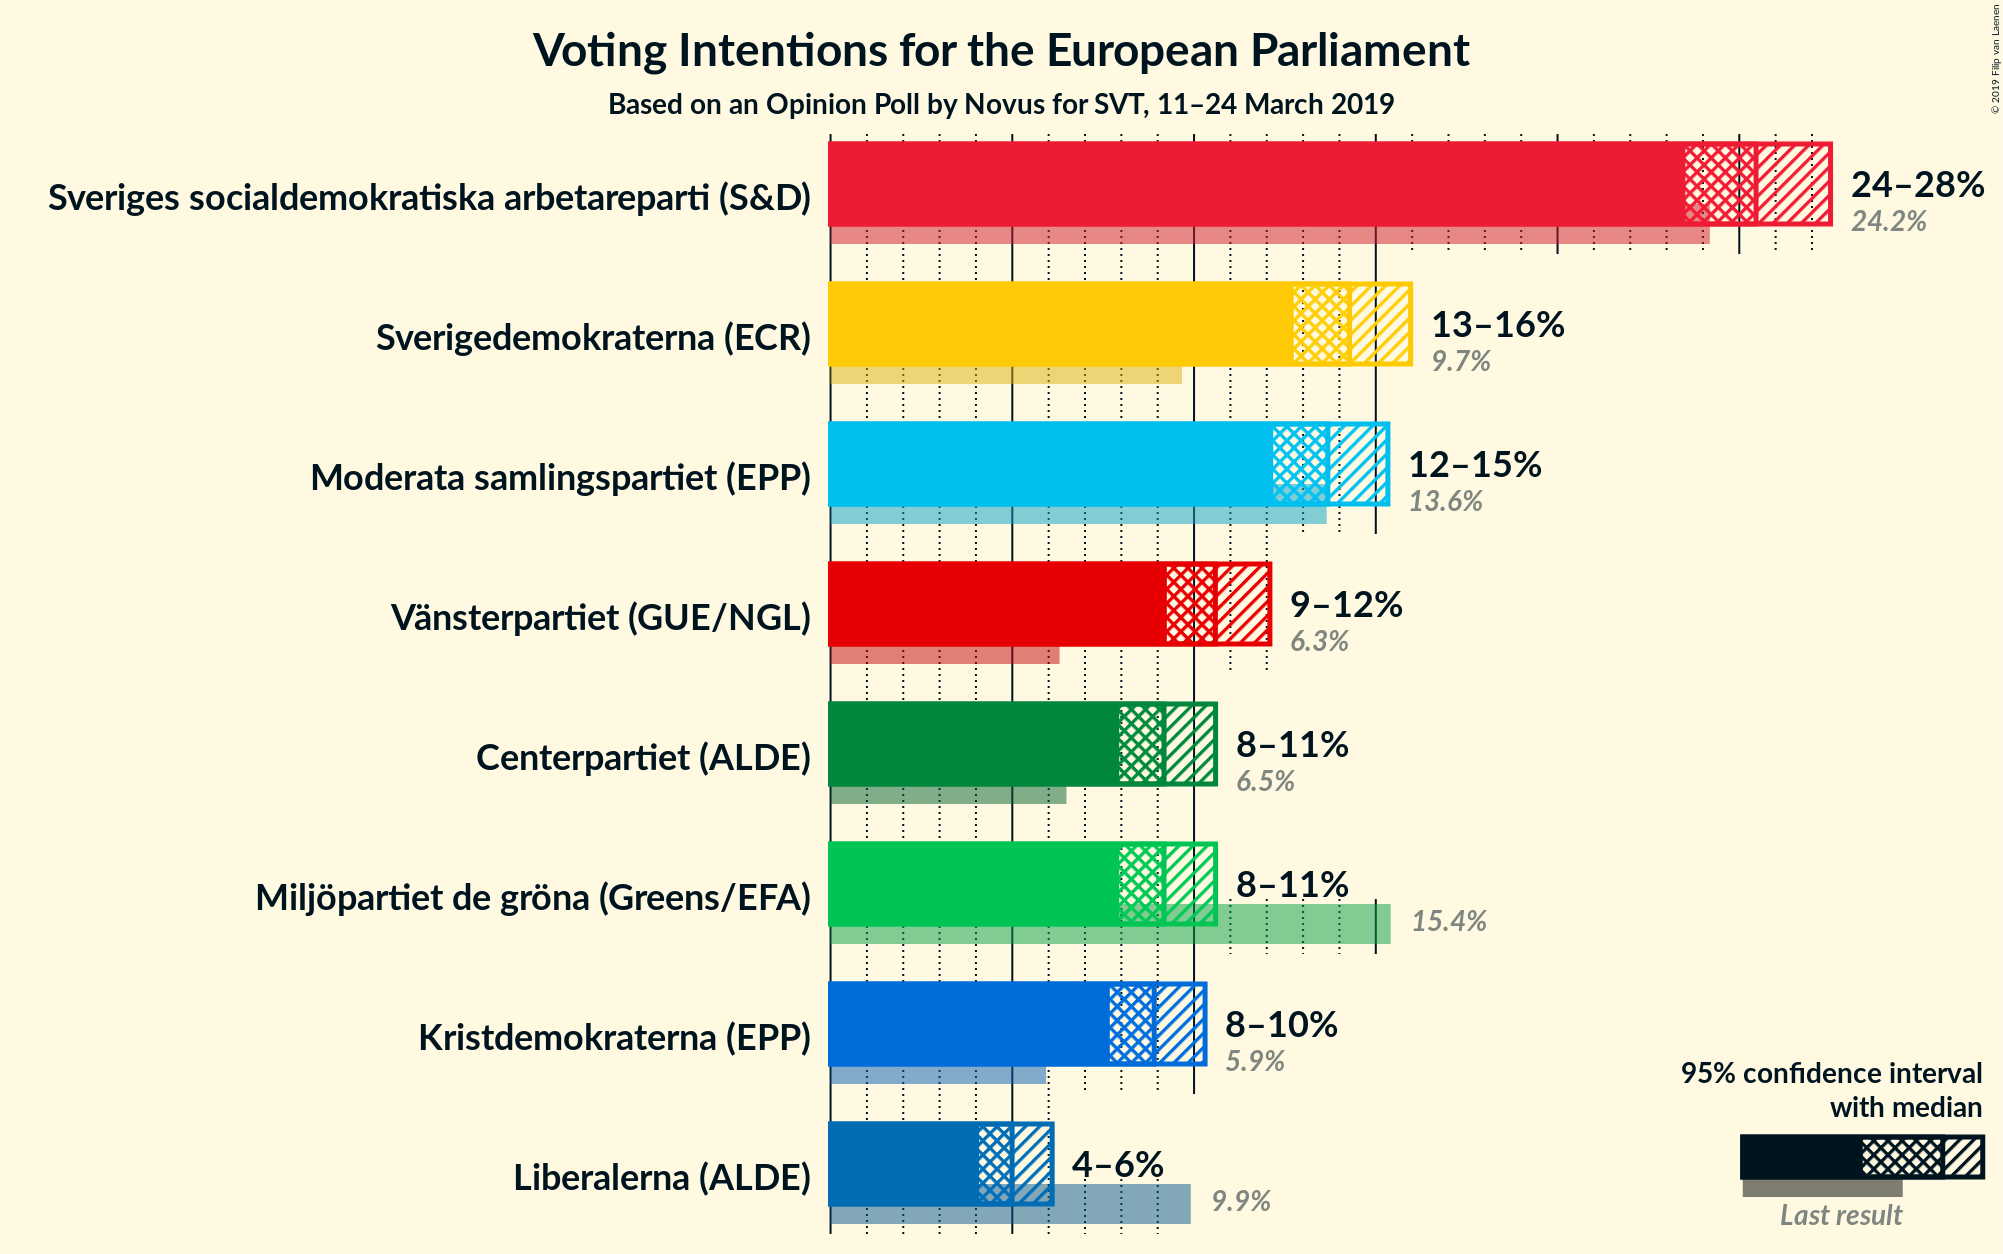 Voting Intentions for the European Parliament
Based on an Opinion Poll by Novus for SVT, 11–24 March 2019
© 2019 Filip van Laenen
Sveriges socialdemokratiska arbetareparti (S&D)
24–28%
24.2%
Sverigedemokraterna (ECR)
13–16%
9.7%
Moderata samlingspartiet (EPP)
12–15%
13.6%
Vänsterpartiet (GUE/NGL)
9–12%
6.3%
Centerpartiet (ALDE)
8–11%
6.5%
Miljöpartiet de gröna (Greens/EFA)
8–11%
15.4%
Kristdemokraterna (EPP)
8–10%
5.9%
Liberalerna (ALDE)
4–6%
9.9%
95% confidence interval
with median
Last result